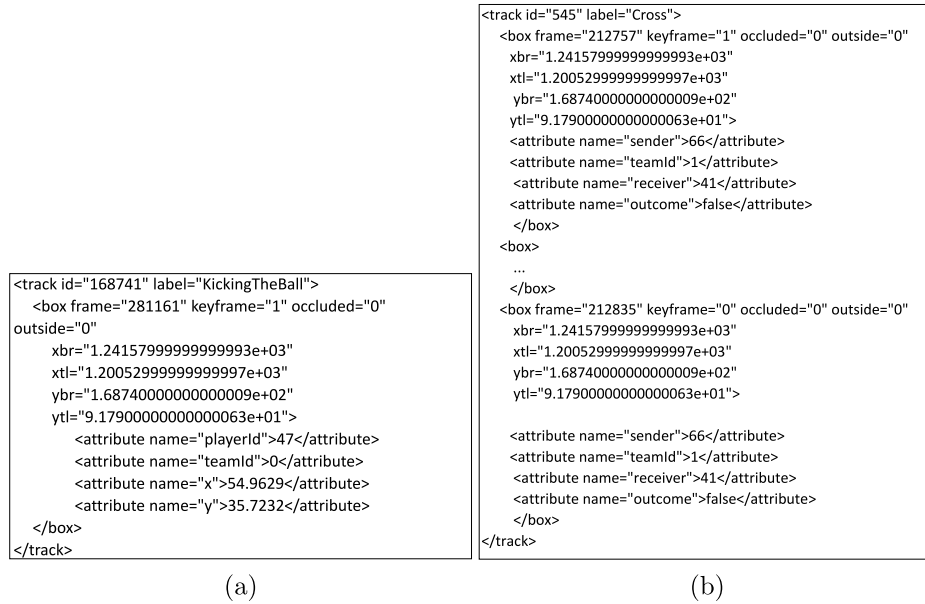 <track id="168741" label="KickingTheBall">
<box frame="281161" keyframe="1" occluded="0"
outside="0"
xbr="1.24157999999999993e+03"
xtl="1.20052999999999997e+03"
ybr="1.68740000000000009e+02"
ytl="9.17900000000000063e+01">
<attribute name="playerId">47</attribute>
<attribute name="teamId">0</attribute>
<attribute name="x">54.9629</attribute>
<attribute name="y">35.7232</attribute>
</box>
</track>
(a)
<track id="545" label="Cross">
<box frame="212757" keyframe="1" occluded="0" outside="0"
xbr="1.24157999999999993e+03"
xtl="1.20052999999999997e+03"
ybr="1.68740000000000009e+02"
ytl="9.17900000000000063e+01">
<attribute name="sender">66</attribute>
<attribute name="teamId">1</attribute>
<attribute name="receiver">41</attribute>
<attribute name="outcome">false</attribute>
</box>
<box>
...
</box>
<box frame="212835" keyframe="0" occluded="0" outside="0"
xbr="1.24157999999999993e+03"
xtl="1.20052999999999997e+03"
ybr="1.68740000000000009e+02"
ytl="9.17900000000000063e+01">
<attribute name="sender">66</attribute>
<attribute name="teamId">1</attribute>
<attribute name="receiver">41</attribute>
<attribute name="outcome">false</attribute>
</box>
</track>
(b)